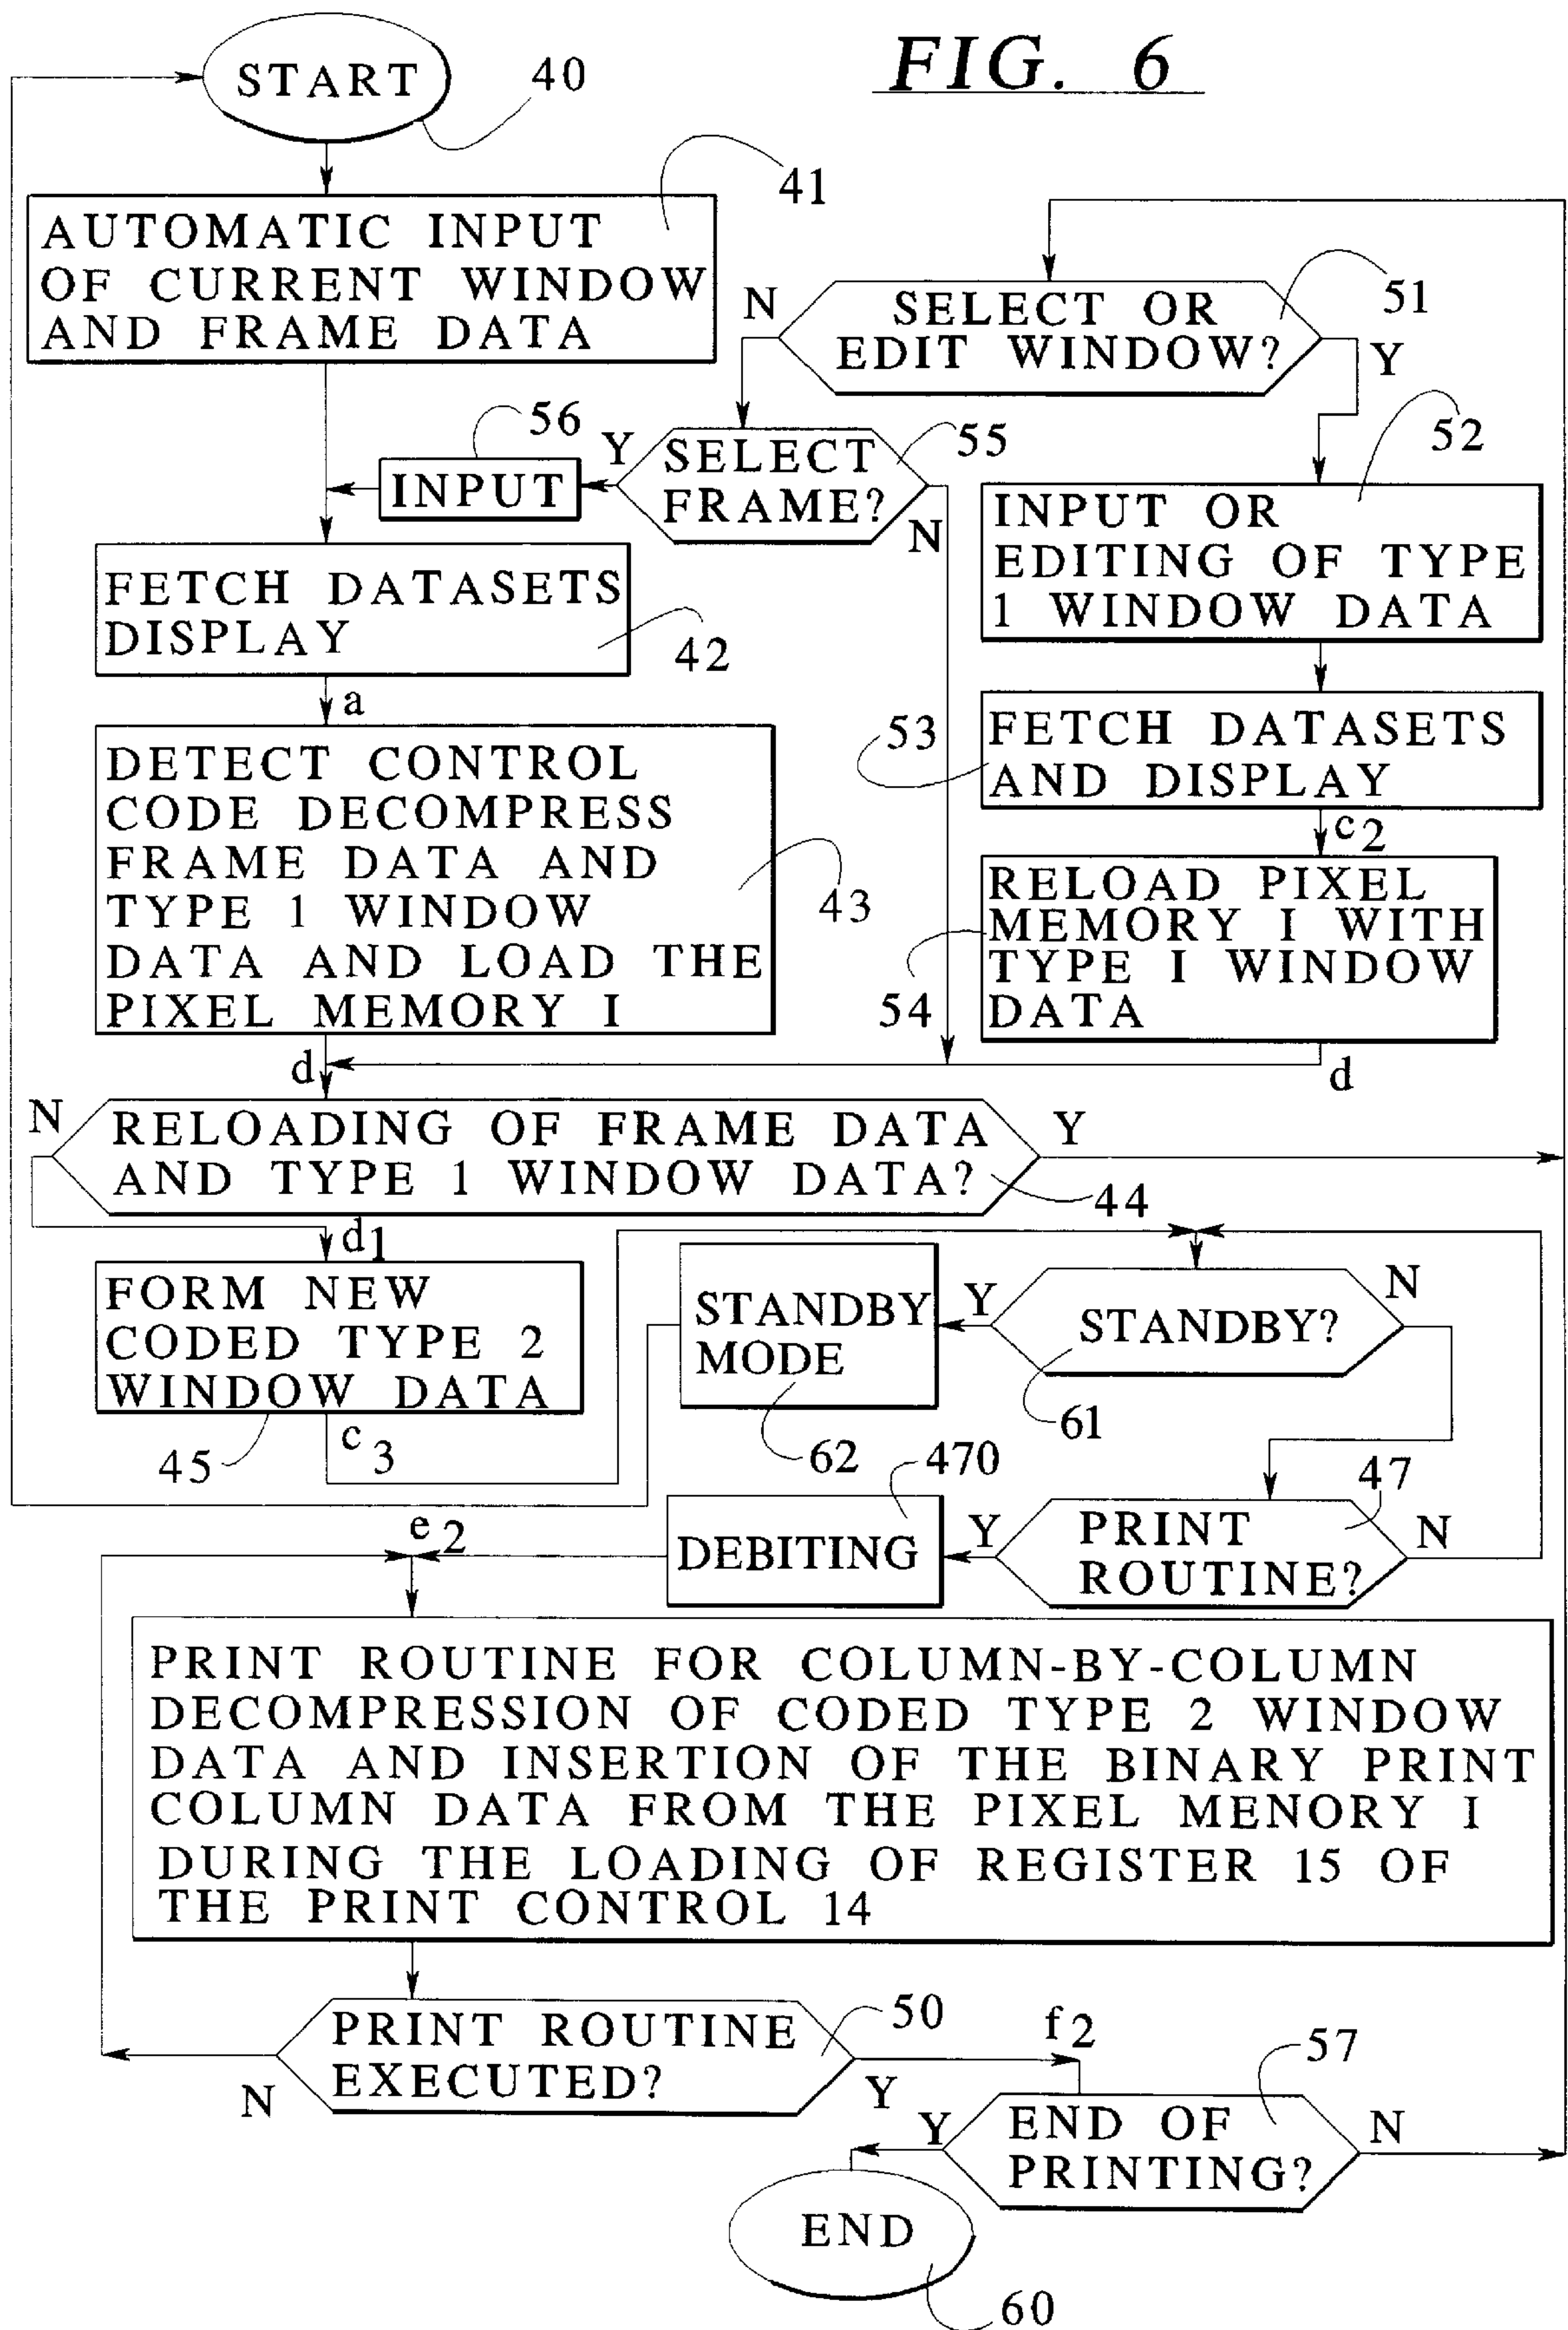 FIG. 6
START
40
41
AUTOMATIC INPUT
OF CURRENT WINDOW
AND FRAME DATA
N
SELECT OR
EDIT WINDOW?
51
Y
56
INPUT
Y
SELECT
FRAME?
55
N
52
INPUT OR
EDITING OF TYPE
1 WINDOW DATA
FETCH DATASETS
DISPLAY
42
a
53
FETCH DATASETS
AND DISPLAY
c2
DETECT CONTROL
CODE DECOMPRESS
FRAME DATA AND
TYPE 1 WINDOW
DATA AND LOAD THE
PIXEL MEMORY I
43
54
RELOAD PIXEL
MEMORY I WITH
TYPE I WINDOW
DATA
d
d
N
RELOADING OF FRAME DATA
AND TYPE 1 WINDOW DATA?
Y
44
d1
FORM NEW
CODED TYPE 2
WINDOW DATA
45
c3
STANDBY
MODE
62
Y
STANDBY?
N
61
470
DEBITING
Y
PRINT
ROUTINE?
47
N
e2
PRINT ROUTINE FOR COLUMN-BY-COLUMN
DECOMPRESSION OF CODED TYPE 2 WINDOW
DATA AND INSERTION OF THE BINARY PRINT
COLUMN DATA FROM THE PIXEL MENORY I
DURING THE LOADING OF REGISTER 15 OF
THE PRINT CONTROL 14
PRINT ROUTINE
EXECUTED?
50
N
Y
f2
57
Y
END OF
PRINTING?
N
END
60